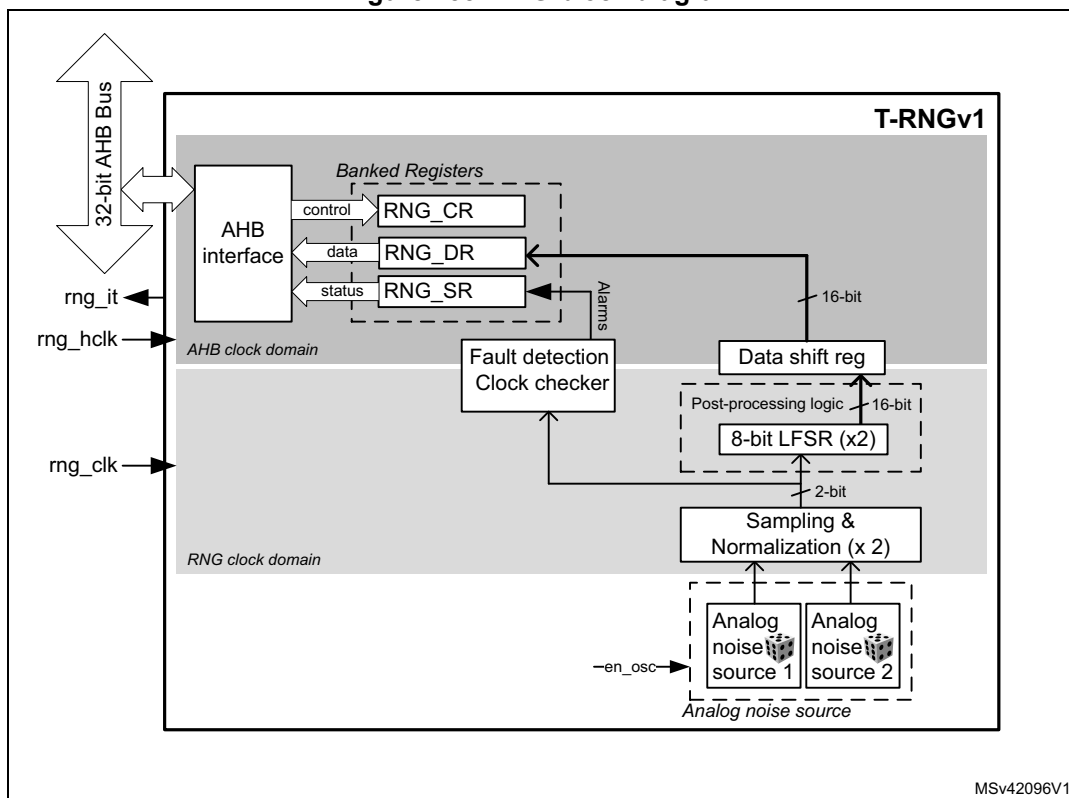 32-bit AHB Bus
T-RNGv1
Banked Registers
AHB
interface
control
RNG_CR
data
RNG_DR
status
RNG_SR
Alarms
16-bit
rng_it
rng_hclk
AHB clock domain
Fault detection
Clock checker
Data shift reg
Post-processing logic
16-bit
8-bit LFSR (x2)
rng_clk
2-bit
Sampling &
Normalization (x 2)
RNG clock domain
Analog
noise
source 1
Analog
noise
source 2
en_osc
Analog noise source
MSv42096V1